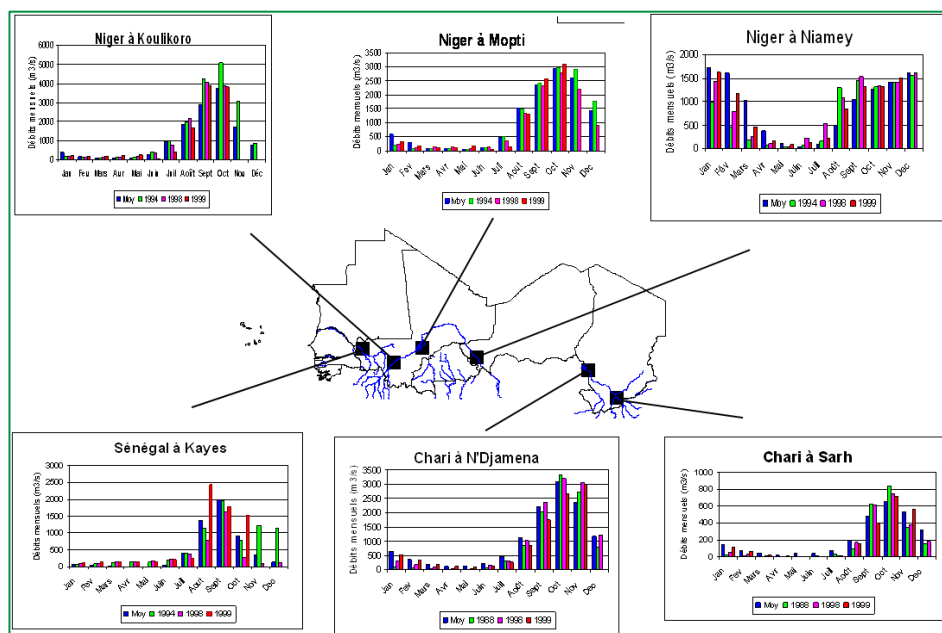 Niger à Koulikoro
Débits mensuels (m3/s)
6000
5000
4000
3000
2000
1000
0
Jan Feu Mars Aur Mai Juin Juil Août Sept Oct Nou Déc
Moy 1994 1998 1999
Niger à Mopti
Débits mensuels (m3/s)
3500
3000
2500
2000
1500
1000
500
0
Jan Fev Mars Avr Mai Juin Juil Août Sept Oct Nov Dec
Moy 1994 1998 1999
Niger à Niamey
Débits mensuels (m3/s)
2000
1500
1000
500
0
Jan Fév Mars Avr Mai Juin Juil Août Sept Oct Nov Dec
Moy 1994 1998 1999
Sénégal à Kayes
Débits mensuels (m3/s)
3000
2500
2000
1500
1000
500
0
Jan Fev Mars Avr Mai Juin Juil Août Sept Oct Nov Dec
Moy 1994 1998 1999
Chari à N'Djamena
Débits mensuels (m3/s)
3500
3000
2500
2000
1500
1000
500
0
Jan Fev Mars Avr Mai Juin Juil Août Sept Oct Nov Dec
Moy 1988 1998 1999
Chari à Sarh
Débits mensuels (m3/s)
1000
800
600
400
200
0
Jan Fev Mars Avr Mai Juin Juil Août Sept Oct Nov Dec
Moy 1988 1998 1999